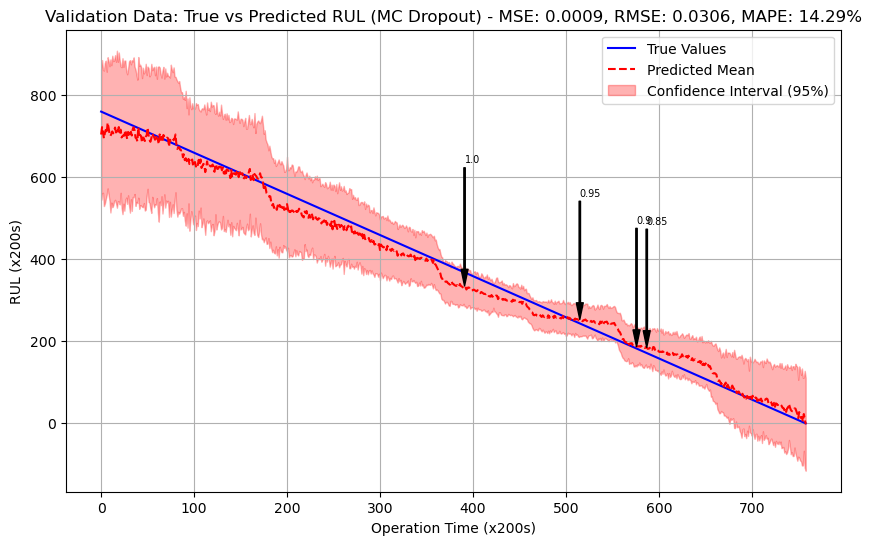 Validation Data: True vs Predicted RUL (MC Dropout) - MSE: 0.0009, RMSE: 0.0306, MAPE: 14.29%
True Values
Predicted Mean
Confidence Interval (95%)
1.0
0.95
0.9
0.85
RUL (x200s)
800
600
400
200
0
0 100 200 300 400 500 600 700
Operation Time (x200s)